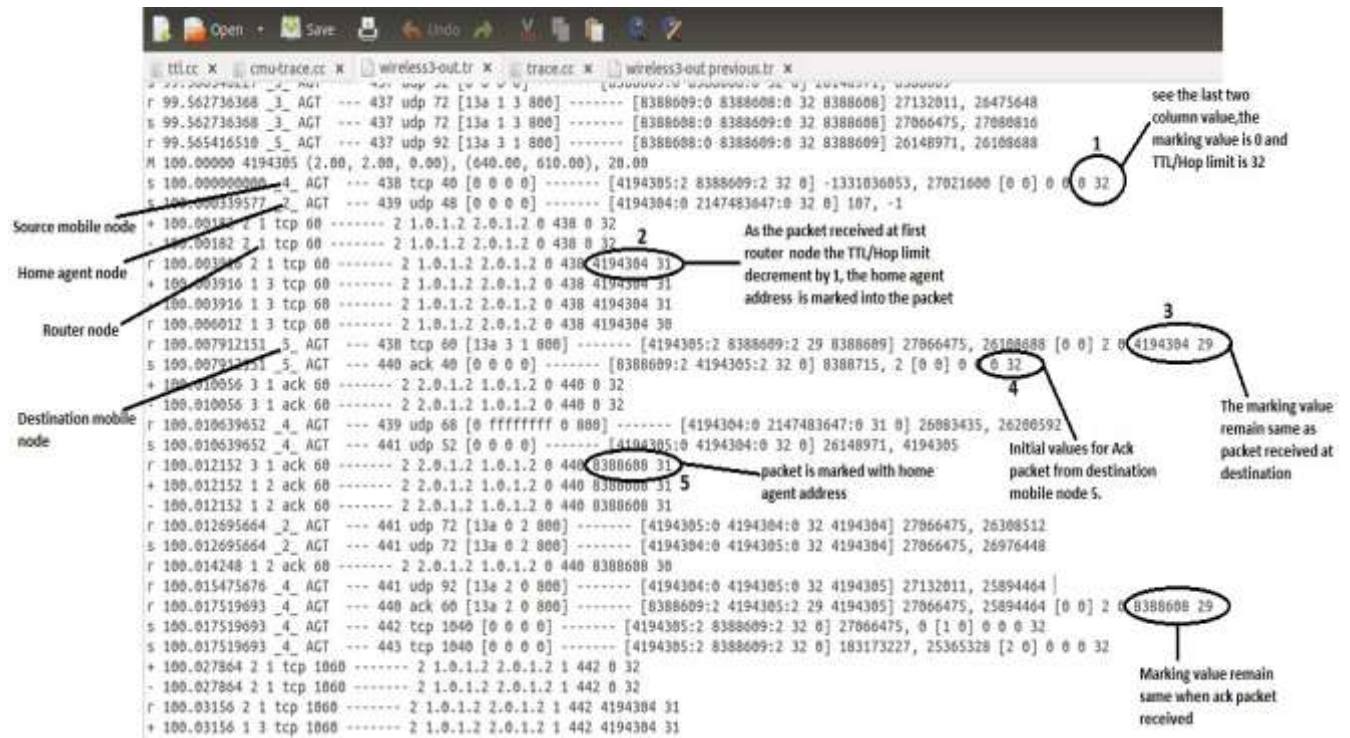 Open Save Undo
ttl.cc x cmu-trace.cc x wireless3-out.tr x trace.cc x wireless3-out previous.tr x
r 99.562736368 _3_ AGT --- 437 udp 72 [13a 1 3 800] ------- [8388609:0 8388608:0 32 8388608] 27132011, 26475648
s 99.562736368 _3_ AGT --- 437 udp 72 [13a 1 3 800] ------- [8388608:0 8388609:0 32 8388609] 27066475, 27080816
r 99.565416510 _5_ AGT --- 437 udp 92 [13a 3 1 800] ------- [8388608:0 8388609:0 32 8388609] 26148971, 26108688
M 100.00000 4194305 (2.00, 2.00, 0.00), (640.00, 610.00), 20.00
s 100.000000000 _4_ AGT --- 438 tcp 40 [0 0 0 0] ------- [4194305:2 8388609:2 32 0] -1331036053, 27021600 [0 0] 0 0 0 32
s 100.000339577 _2_ AGT --- 439 udp 48 [0 0 0 0] ------- [4194304:0 2147483647:0 32 0] 107, -1
+ 100.00182 2 1 tcp 60 ------- 2 1.0.1.2 2.0.1.2 0 438 0 32
- 100.00182 2 1 tcp 60 ------- 2 1.0.1.2 2.0.1.2 0 438 0 32
r 100.003916 2 1 tcp 60 ------- 2 1.0.1.2 2.0.1.2 0 438 4194304 31
+ 100.003916 1 3 tcp 60 ------- 2 1.0.1.2 2.0.1.2 0 438 4194304 31
- 100.003916 1 3 tcp 60 ------- 2 1.0.1.2 2.0.1.2 0 438 4194304 31
r 100.006012 1 3 tcp 60 ------- 2 1.0.1.2 2.0.1.2 0 438 4194304 30
r 100.007912151 _5_ AGT --- 438 tcp 60 [13a 3 1 800] ------- [4194305:2 8388609:2 29 8388609] 27066475, 26108688 [0 0] 2 0 4194304 29
s 100.007912151 _5_ AGT --- 440 ack 40 [0 0 0 0] ------- [8388609:2 4194305:2 32 0] 8388715, 2 [0 0] 0 0 0 32
+ 100.010056 3 1 ack 60 ------- 2 2.0.1.2 1.0.1.2 0 440 0 32
- 100.010056 3 1 ack 60 ------- 2 2.0.1.2 1.0.1.2 0 440 0 32
r 100.010639652 _4_ AGT --- 439 udp 68 [0 ffffffff 0 800] ------- [4194304:0 2147483647:0 31 0] 26083435, 26200592
s 100.010639652 _4_ AGT --- 441 udp 52 [0 0 0 0] ------- [4194305:0 4194304:0 32 0] 26148971, 4194305
r 100.012152 3 1 ack 60 ------- 2 2.0.1.2 1.0.1.2 0 440 8388608 31
+ 100.012152 1 2 ack 60 ------- 2 2.0.1.2 1.0.1.2 0 440 8388608 31
- 100.012152 1 2 ack 60 ------- 2 2.0.1.2 1.0.1.2 0 440 8388608 31
r 100.012695664 _2_ AGT --- 441 udp 72 [13a 0 2 800] ------- [4194305:0 4194304:0 32 4194304] 27066475, 26308512
s 100.012695664 _2_ AGT --- 441 udp 72 [13a 0 2 800] ------- [4194304:0 4194305:0 32 4194305] 27066475, 26976448
r 100.014248 1 2 ack 60 ------- 2 2.0.1.2 1.0.1.2 0 440 8388608 30
r 100.015475676 _4_ AGT --- 441 udp 92 [13a 2 0 800] ------- [4194304:0 4194305:0 32 4194305] 27132011, 25894464
r 100.017519693 _4_ AGT --- 440 ack 60 [13a 2 0 800] ------- [8388609:2 4194305:2 29 4194305] 27066475, 25894464 [0 0] 2 0 8388608 29
s 100.017519693 _4_ AGT --- 442 tcp 1040 [0 0 0 0] ------- [4194305:2 8388609:2 32 0] 27066475, 0 [1 0] 0 0 0 32
s 100.017519693 _4_ AGT --- 443 tcp 1040 [0 0 0 0] ------- [4194305:2 8388609:2 32 0] 183173227, 25365328 [2 0] 0 0 0 32
+ 100.027864 2 1 tcp 1060 ------- 2 1.0.1.2 2.0.1.2 1 442 0 32
- 100.027864 2 1 tcp 1060 ------- 2 1.0.1.2 2.0.1.2 1 442 0 32
r 100.03156 2 1 tcp 1060 ------- 2 1.0.1.2 2.0.1.2 1 442 4194304 31
+ 100.03156 1 3 tcp 1060 ------- 2 1.0.1.2 2.0.1.2 1 442 4194304 31
Source mobile node
Home agent node
Router node
Destination mobile
node
1
see the last two
column value,the
marking value is 0 and
TTL/Hop limit is 32
2
As the packet received at first
router node the TTL/Hop limit
decrement by 1, the home agent
address is marked into the packet
3
The marking value
remain same as
packet received at
destination
4
Initial values for Ack
packet from destination
mobile node 5.
5
packet is marked with home
agent address
Marking value remain
same when ack packet
received